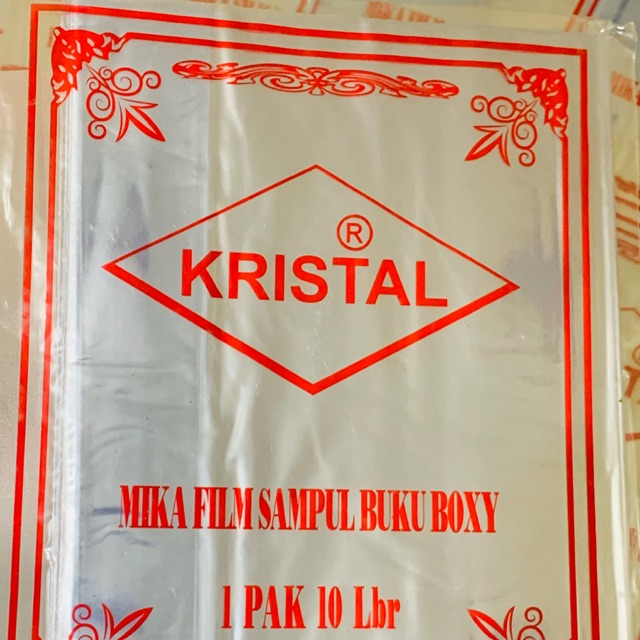 ®
KRISTAL
MIKA FILM SAMPUL BUKU BOXY
1 PAK 10 Lbr